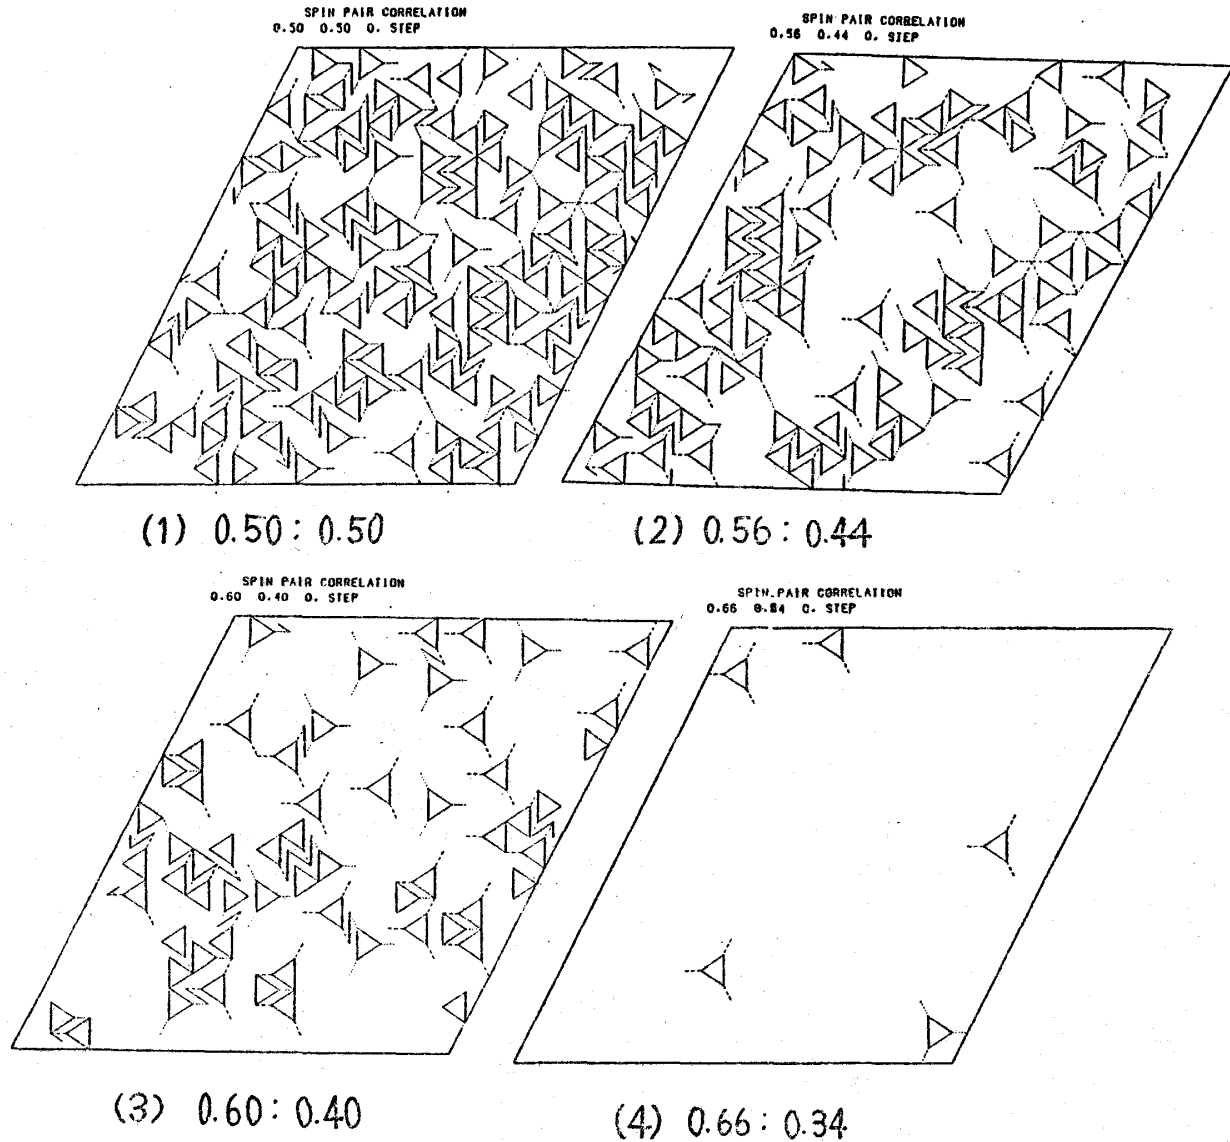 SPIN PAIR CORRELATION
0.50 0.50 0. STEP
SPIN PAIR CORRELATION
0.56 0.44 0. STEP
(1) 0.50 : 0.50
(2) 0.56 : 0.44
SPIN PAIR CORRELATION
0.60 0.40 0. STEP
SPIN PAIR CORRELATION
0.66 0. STEP
(3) 0.60 : 0.40
(4) 0.66 : 0.34